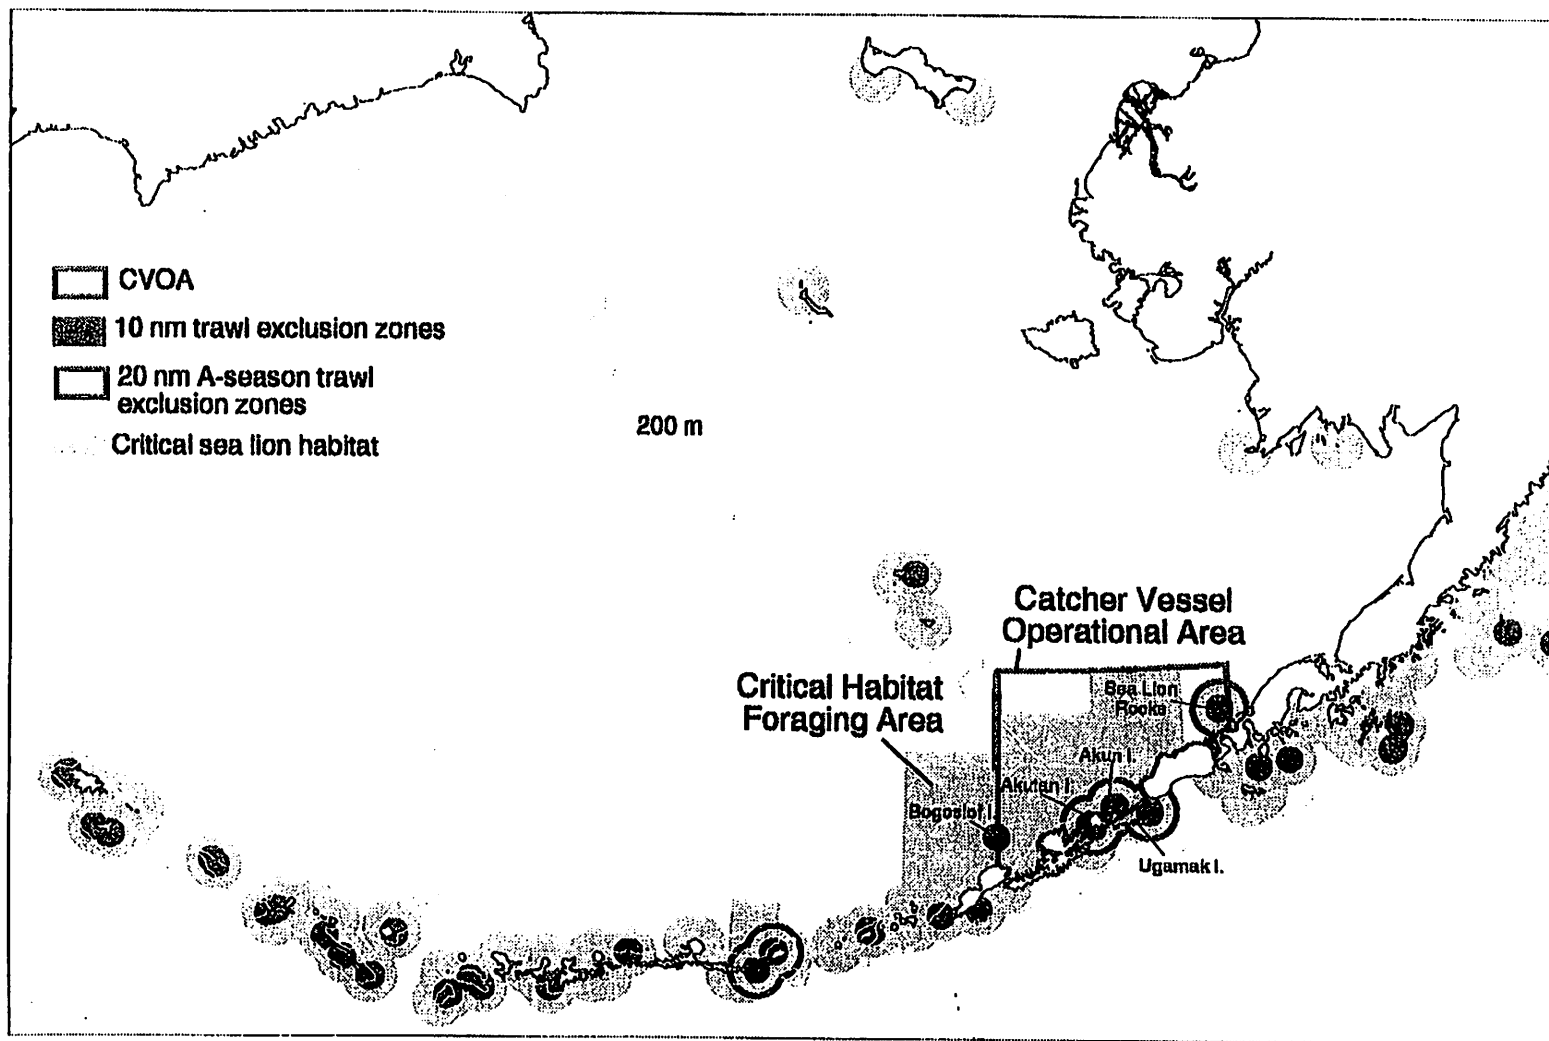 CVOA
10 nm trawl exclusion zones
20 nm A-season trawl
exclusion zones
Critical sea lion habitat
200 m
Catcher Vessel
Operational Area
Critical Habitat
Foraging Area
Sea Lion
Rocks
Akun I.
Akutan I.
Bogoslof I.
Ugamak I.